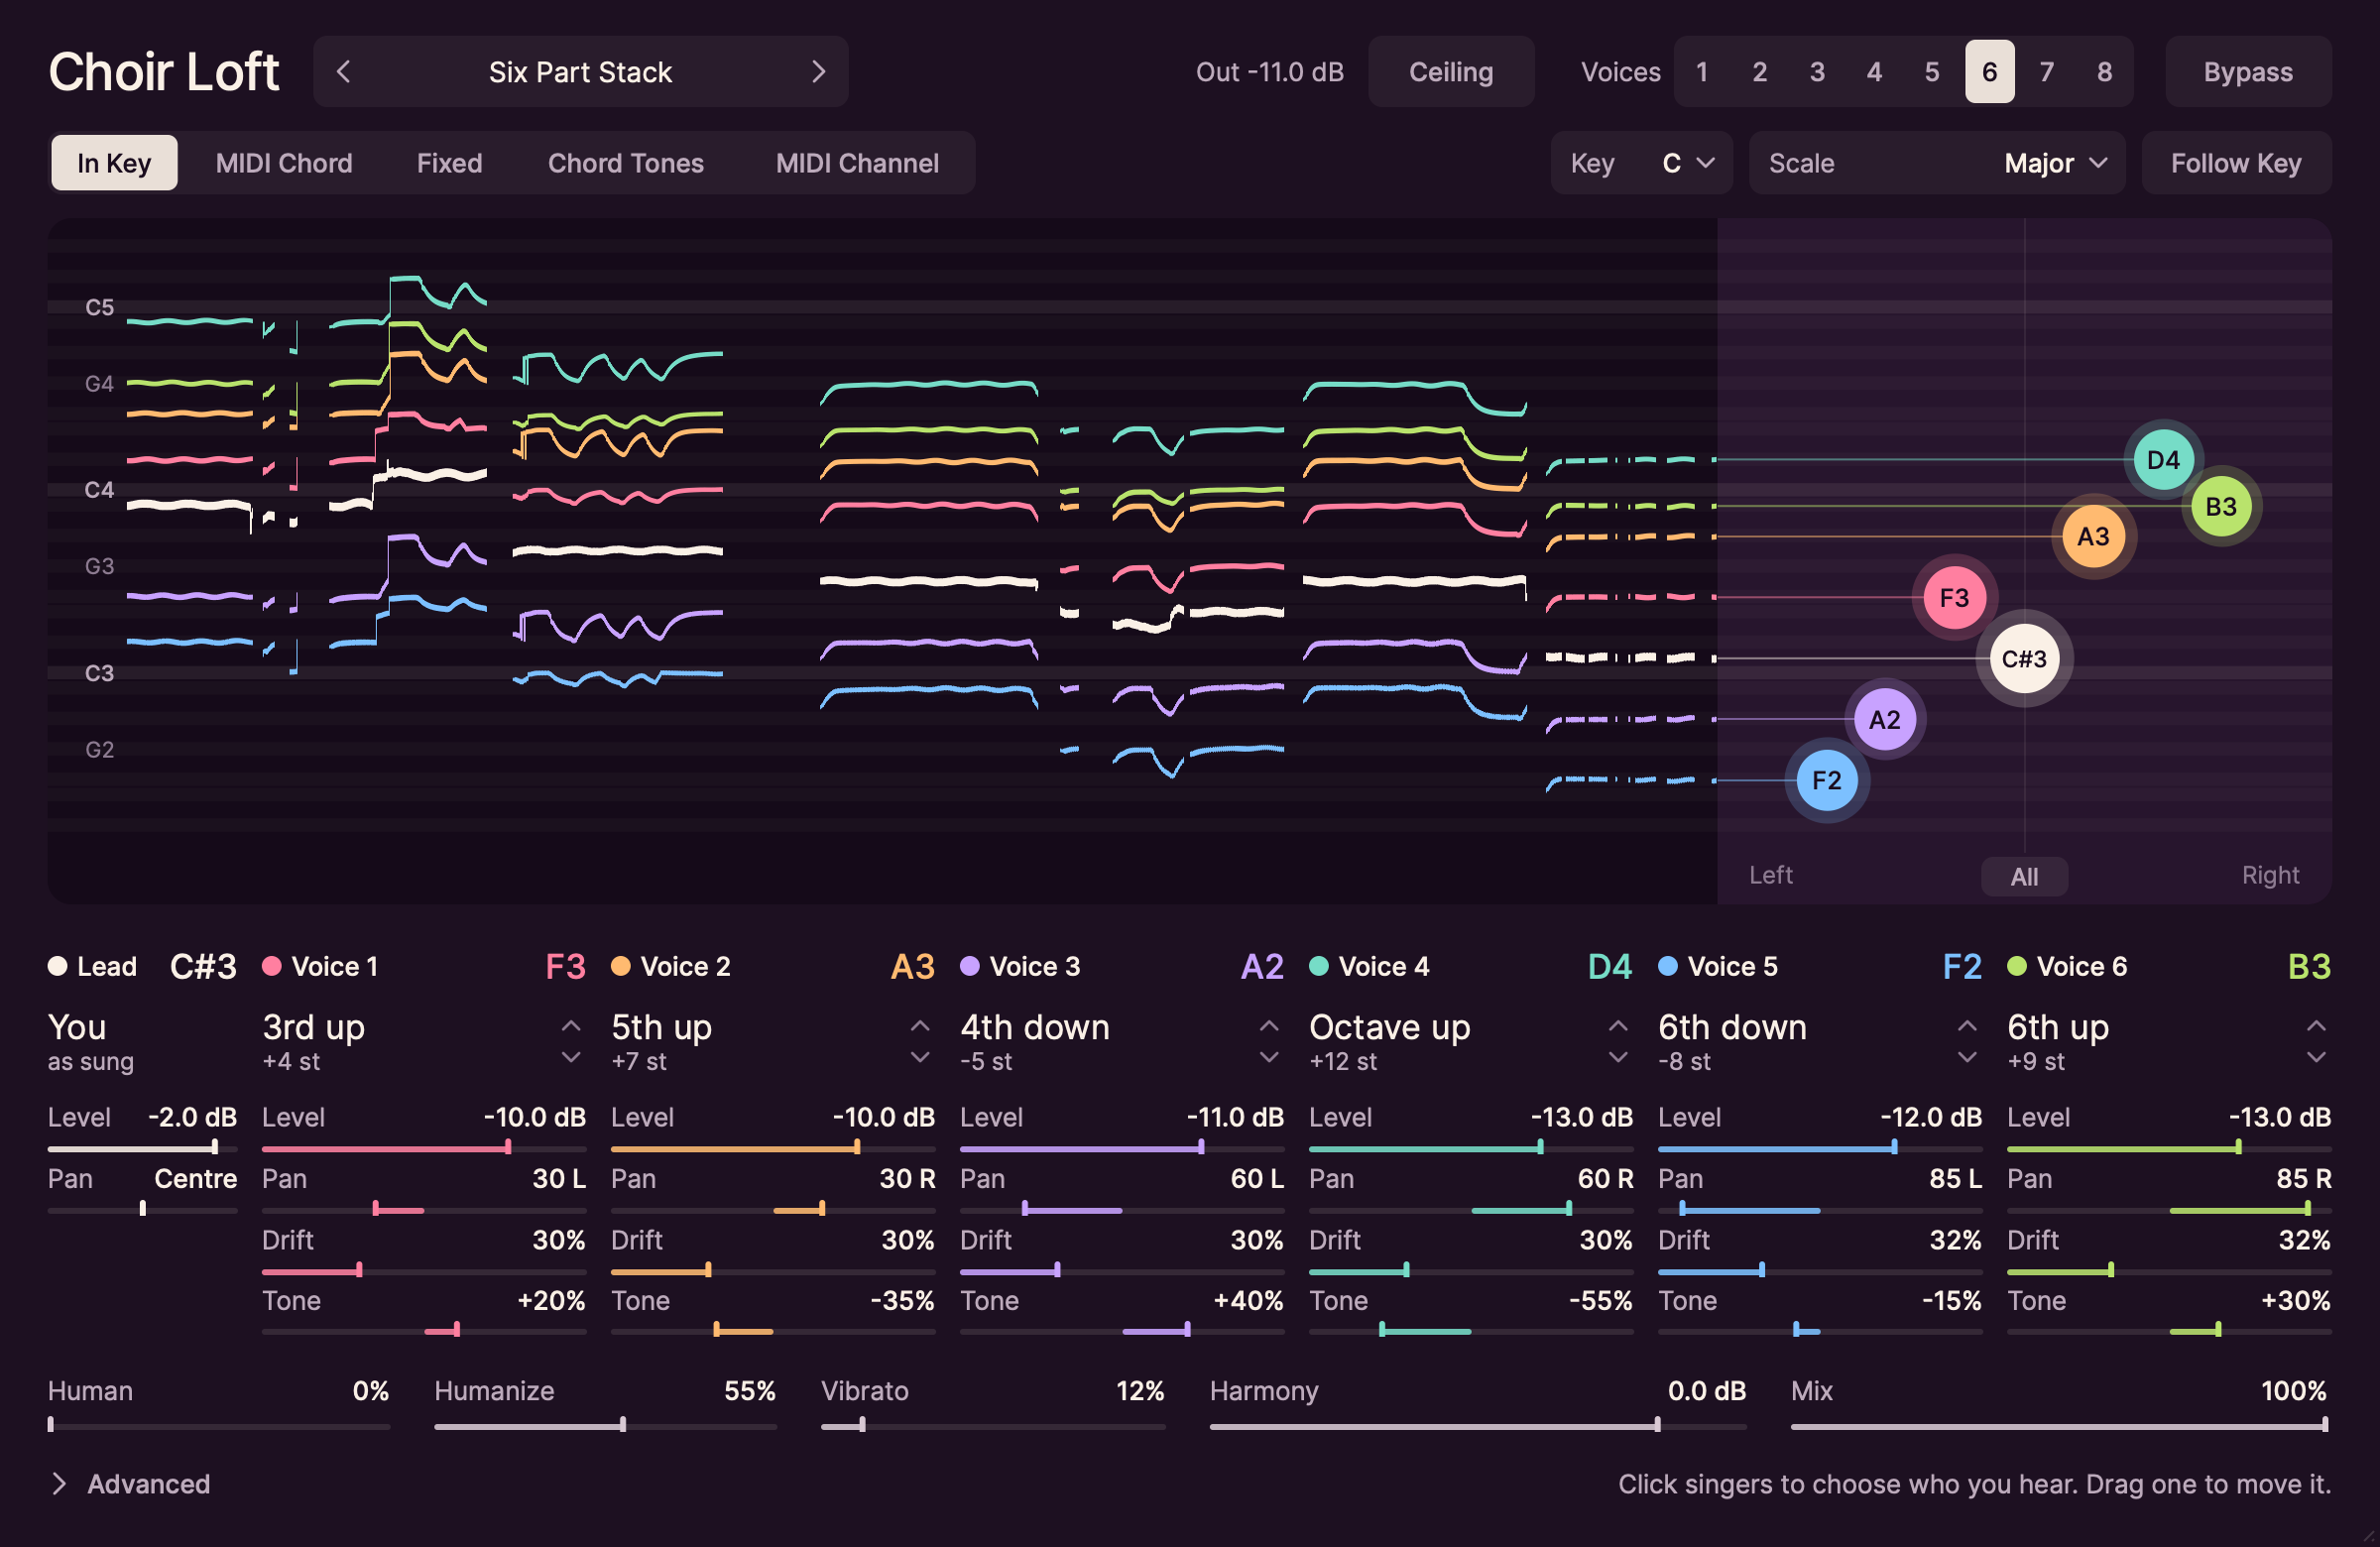 Choir Loft
Six Part Stack
Out -11.0 dB
Ceiling
Voices 1 2 3 4 5 6 7 8
Bypass
In Key
MIDI Chord
Fixed
Chord Tones
MIDI Channel
Key C
Scale Major
Follow Key
C5
G4
C4
G3
C3
G2
D4
B3
A3
F3
C#3
A2
F2
Left
All
Right
Lead C#3
You
as sung
Level -2.0 dB
Pan Centre
Voice 1 F3
3rd up
+4 st
Level -10.0 dB
Pan 30 L
Drift 30%
Tone +20%
Voice 2 A3
5th up
+7 st
Level -10.0 dB
Pan 30 R
Drift 30%
Tone -35%
Voice 3 A2
4th down
-5 st
Level -11.0 dB
Pan 60 L
Drift 30%
Tone +40%
Voice 4 D4
Octave up
+12 st
Level -13.0 dB
Pan 60 R
Drift 30%
Tone -55%
Voice 5 F2
6th down
-8 st
Level -12.0 dB
Pan 85 L
Drift 32%
Tone -15%
Voice 6 B3
6th up
+9 st
Level -13.0 dB
Pan 85 R
Drift 32%
Tone +30%
Human 0%
Humanize 55%
Vibrato 12%
Harmony 0.0 dB
Mix 100%
Advanced
Click singers to choose who you hear. Drag one to move it.